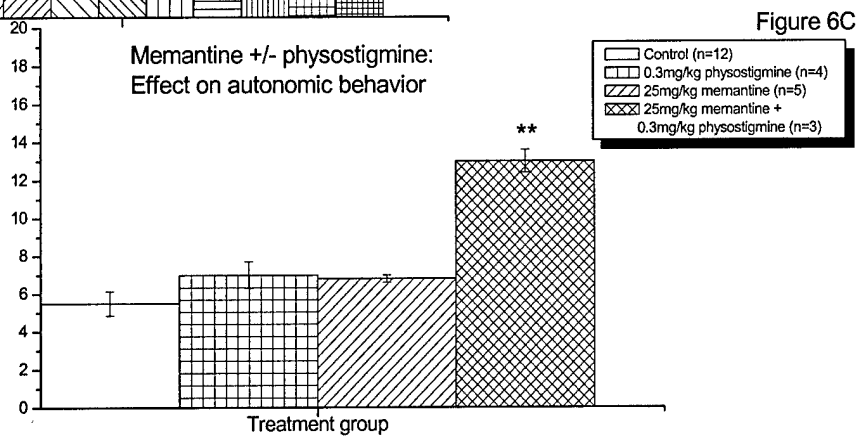 Figure 6C
Memantine +/- physostigmine:
Effect on autonomic behavior
Control (n=12)
0.3mg/kg physostigmine (n=4)
25mg/kg memantine (n=5)
25mg/kg memantine +
0.3mg/kg physostigmine (n=3)
20
18
16
14
12
10
8
6
4
2
0
**
Treatment group